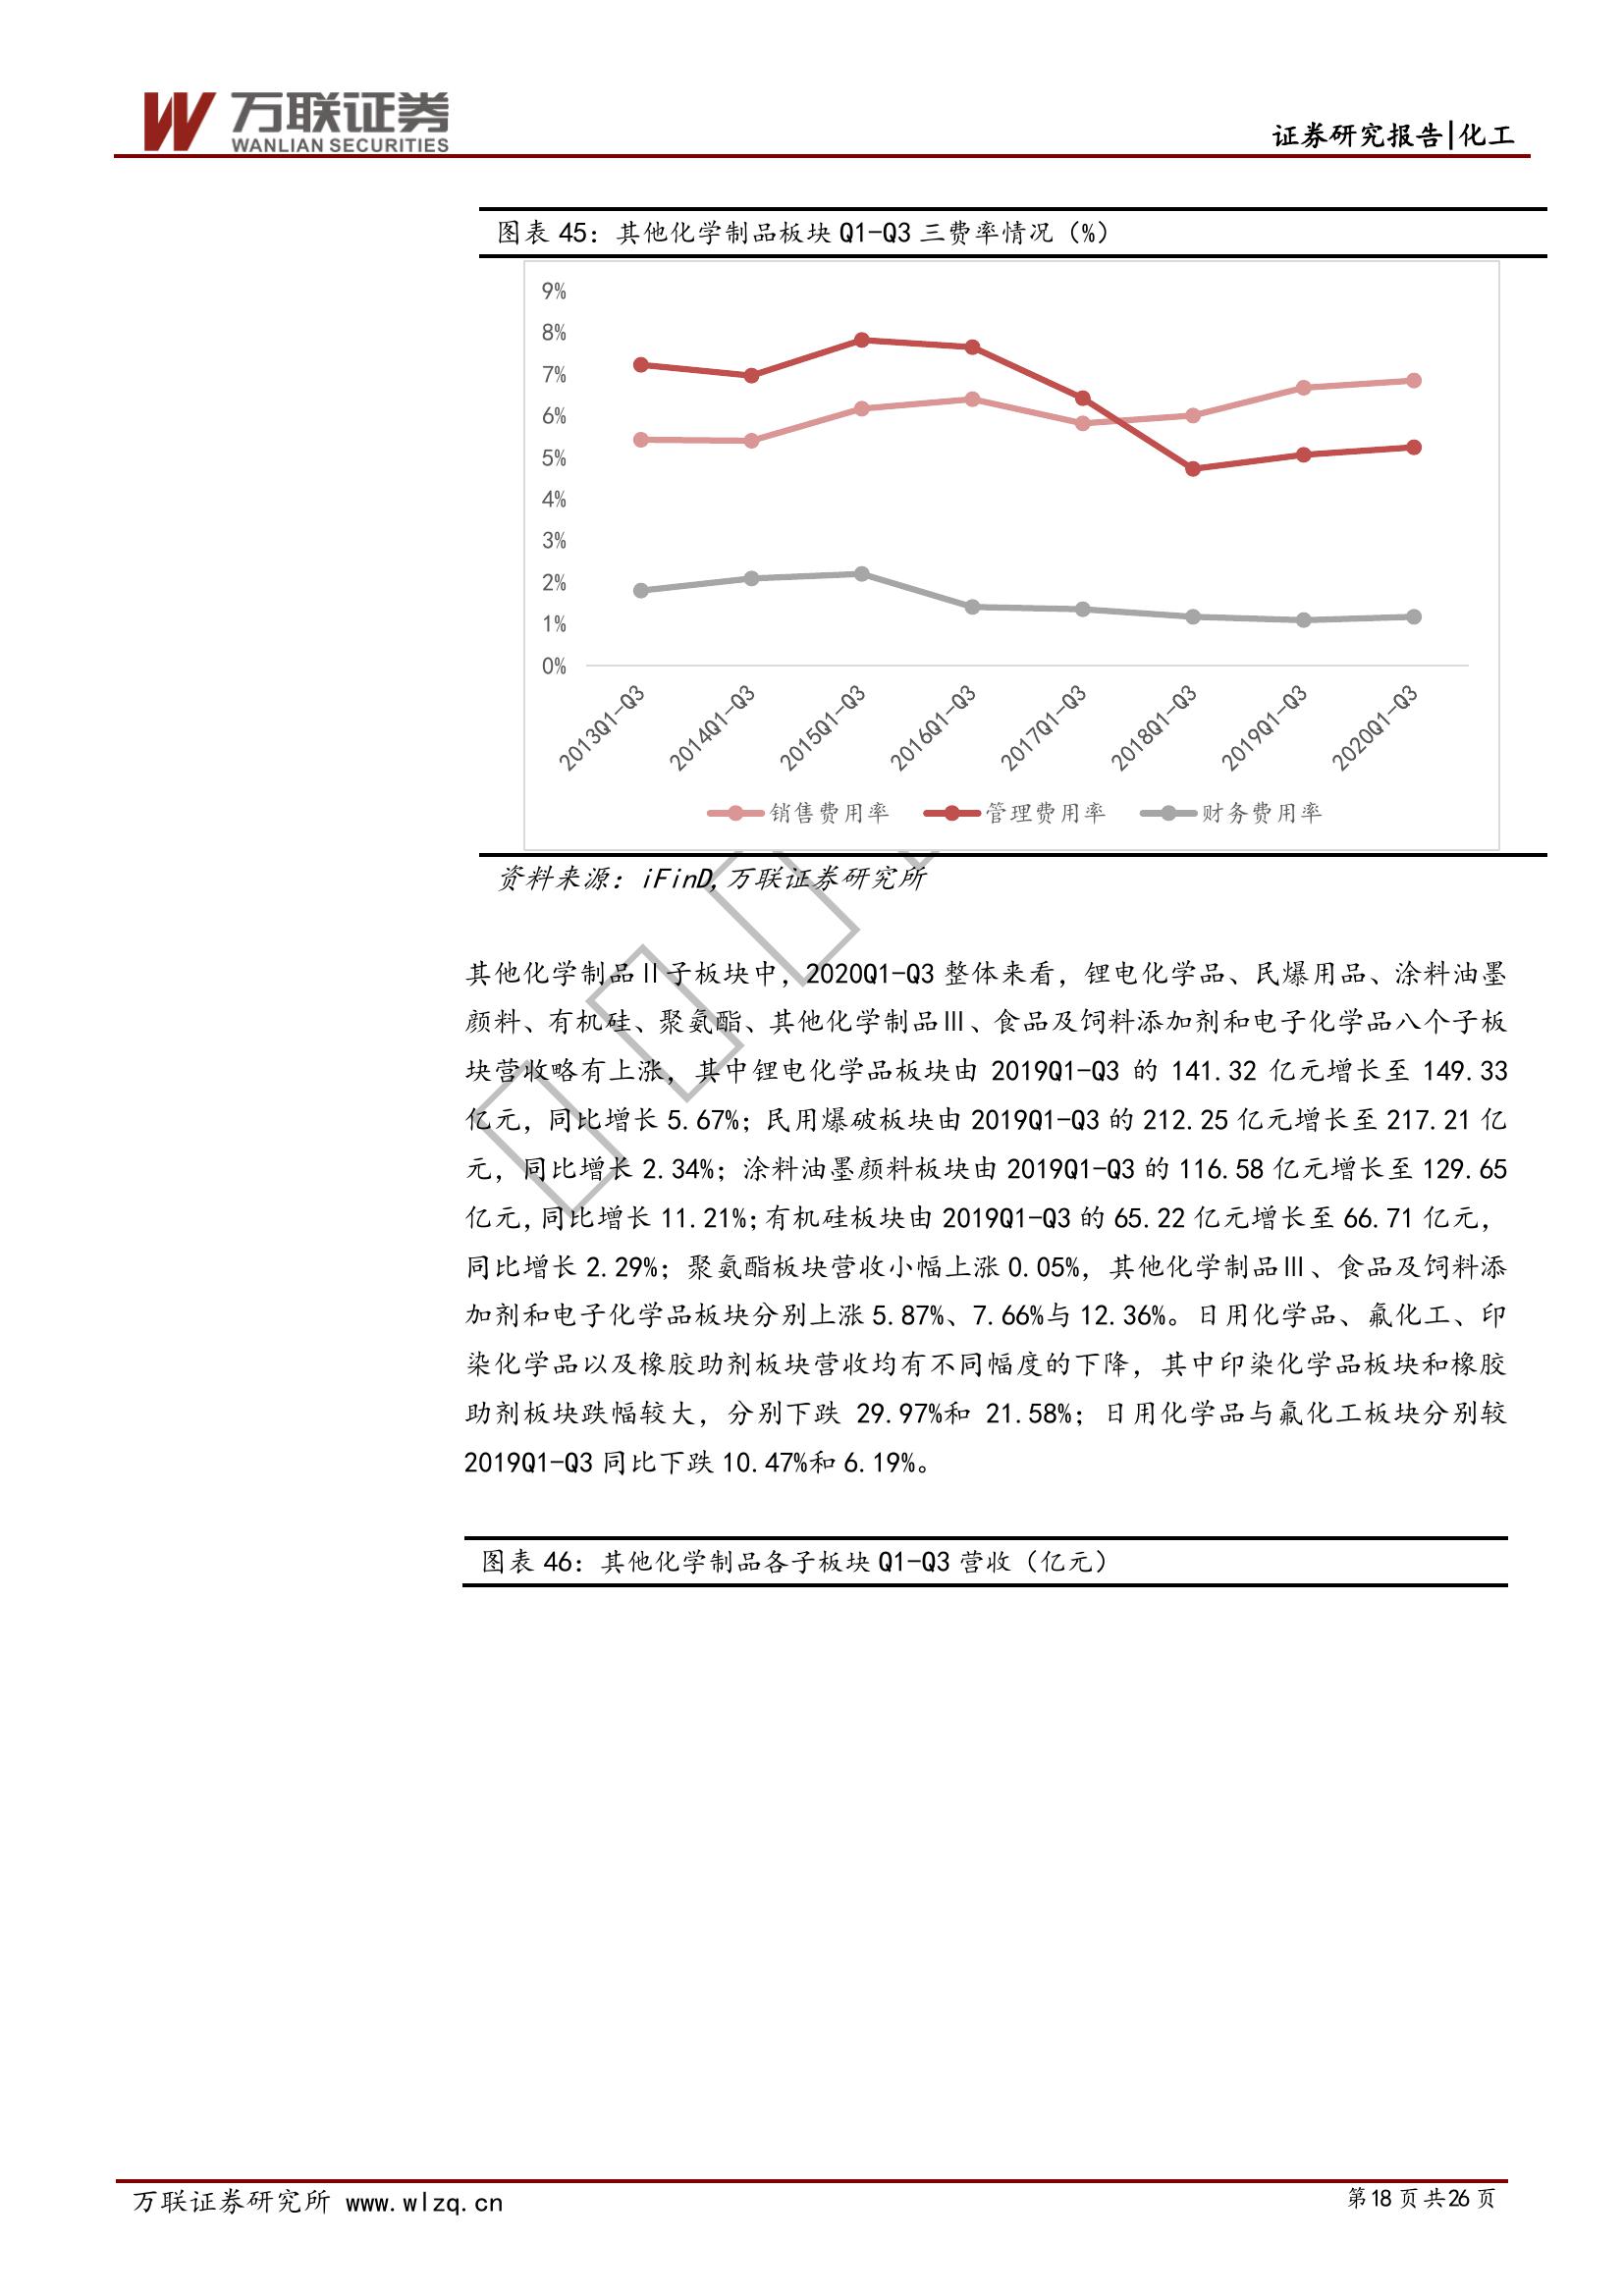 万联证券
WANLIAN SECURITIES
证券研究报告|化工
图表 45：其他化学制品板块 Q1-Q3 三费率情况（%）
9%
8%
7%
6%
5%
4%
3%
2%
1%
0%
2013Q1-Q3
2014Q1-Q3
2015Q1-Q3
2016Q1-Q3
2017Q1-Q3
2018Q1-Q3
2019Q1-Q3
2020Q1-Q3
销售费用率
管理费用率
财务费用率
资料来源：iFinD,万联证券研究所
其他化学制品Ⅱ子板块中，2020Q1-Q3 整体来看，锂电化学品、民爆用品、涂料油墨
颜料、有机硅、聚氨酯、其他化学制品Ⅲ、食品及饲料添加剂和电子化学品八个子板
块营收略有上涨，其中锂电化学品板块由 2019Q1-Q3 的 141.32 亿元增长至 149.33
亿元，同比增长 5.67%；民用爆破板块由 2019Q1-Q3 的 212.25 亿元增长至 217.21 亿
元，同比增长 2.34%；涂料油墨颜料板块由 2019Q1-Q3 的 116.58 亿元增长至 129.65
亿元，同比增长 11.21%；有机硅板块由 2019Q1-Q3 的 65.22 亿元增长至 66.71 亿元，
同比增长 2.29%；聚氨酯板块营收小幅上涨 0.05%，其他化学制品Ⅲ、食品及饲料添
加剂和电子化学品板块分别上涨 5.87%、7.66%与 12.36%。日用化学品、氟化工、印
染化学品以及橡胶助剂板块营收均有不同幅度的下降，其中印染化学品板块和橡胶
助剂板块跌幅较大，分别下跌 29.97%和 21.58%；日用化学品与氟化工板块分别较
2019Q1-Q3 同比下跌 10.47%和 6.19%。
图表 46：其他化学制品各子板块 Q1-Q3 营收（亿元）
万联证券研究所 www.wlzq.cn
第 18 页 共 26 页